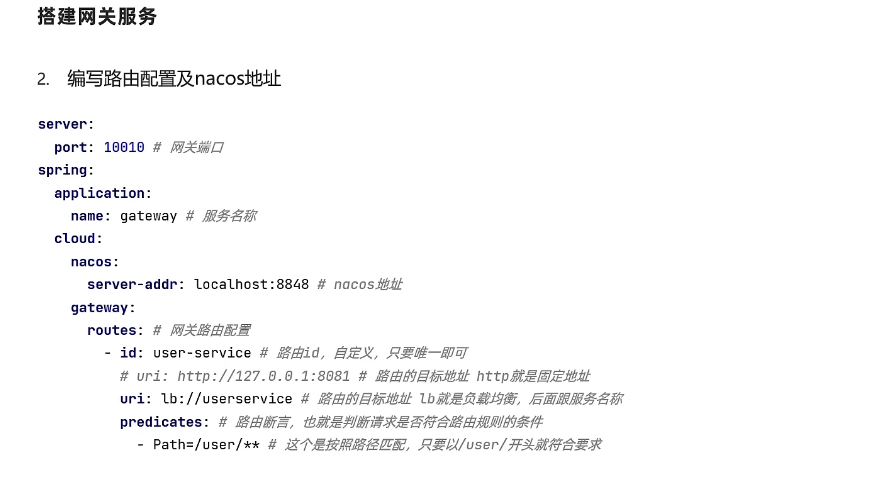 搭建网关服务
2. 编写路由配置及nacos地址
server:
  port: 10010 # 网关端口
spring:
  application:
    name: gateway # 服务名称
  cloud:
    nacos:
      server-addr: localhost:8848 # nacos地址
    gateway:
      routes: # 网关路由配置
        - id: user-service # 路由id，自定义，只要唯一即可
          # uri: http://127.0.0.1:8081 # 路由的目标地址 http就是固定地址
          uri: lb://userservice # 路由的目标地址 lb就是负载均衡，后面跟服务名称
          predicates: # 路由断言，也就是判断请求是否符合路由规则的条件
            - Path=/user/** # 这个是按照路径匹配，只要以/user/开头就符合要求